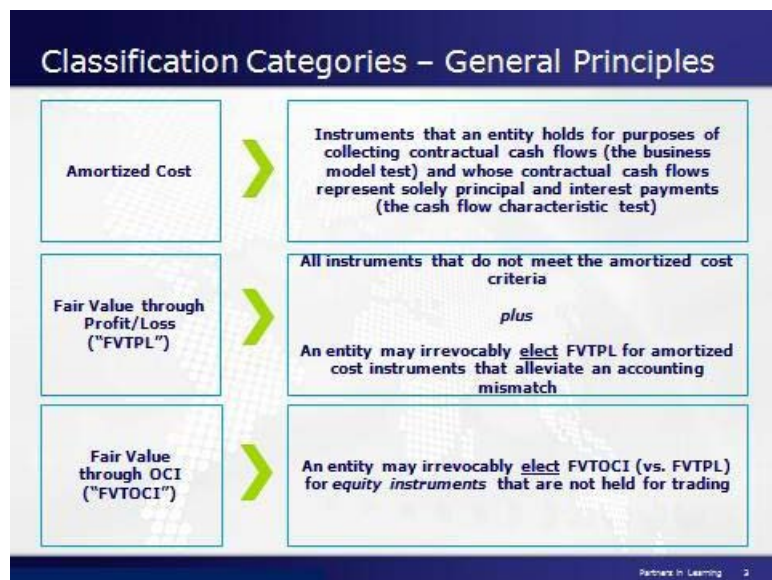 Classification Categories – General Principles
Amortized Cost
Instruments that an entity holds for purposes of
collecting contractual cash flows (the business
model test) and whose contractual cash flows
represent solely principal and interest payments
(the cash flow characteristic test)
Fair Value through
Profit/Loss
("FVTPL")
All instruments that do not meet the amortized cost
criteria
plus
An entity may irrevocably elect FVTPL for amortized
cost instruments that alleviate an accounting
mismatch
Fair Value
through OCI
("FVTOCI")
An entity may irrevocably elect FVTOCI (vs. FVTPL)
for equity instruments that are not held for trading
Partners in Learning 3